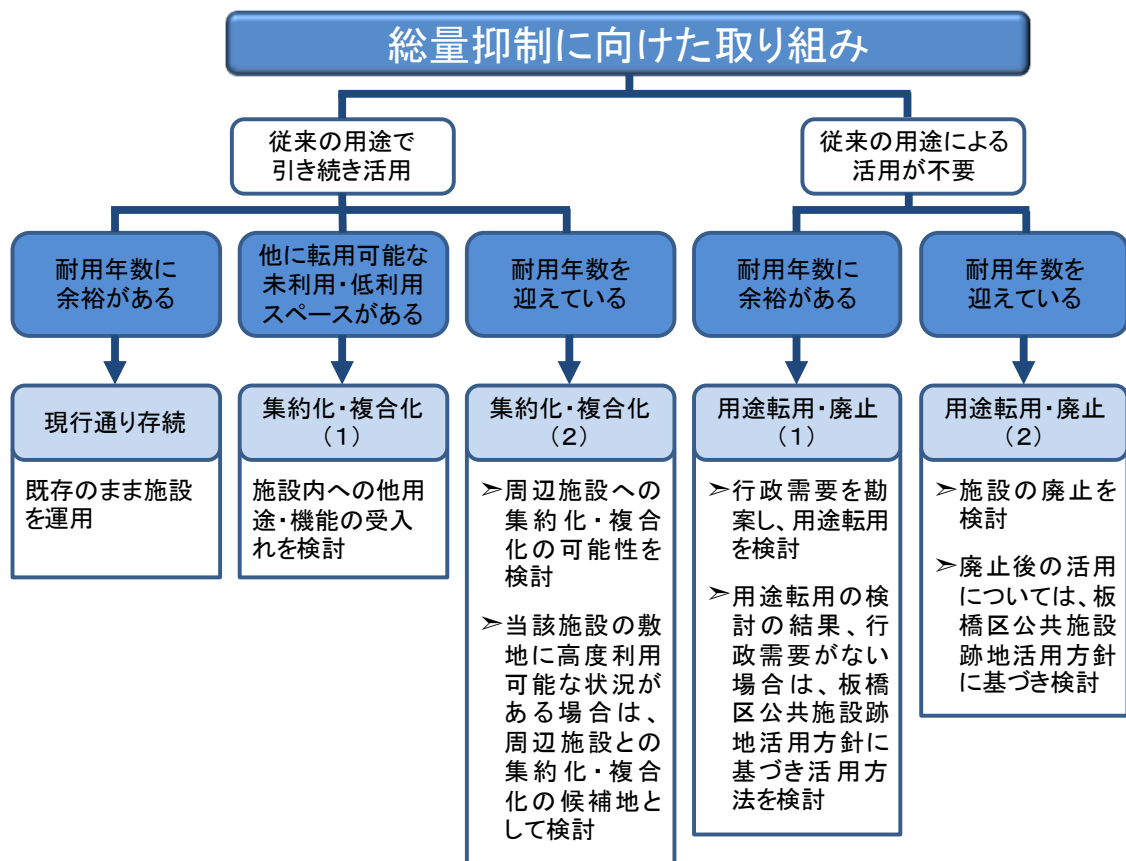 総量抑制に向けた取り組み
従来の用途で
引き続き活用
従来の用途による
活用が不要
耐用年数に
余裕がある
他に転用可能な
未利用・低利用
スペースがある
耐用年数を
迎えている
耐用年数に
余裕がある
耐用年数を
迎えている
現行通り存続
既存のまま施設
を運用
集約化・複合化
（1）
施設内への他用
途・機能の受入
れを検討
集約化・複合化
（2）
➢周辺施設への
集約化・複合
化の可能性を
検討
➢当該施設の敷
地に高度利用
可能な状況が
ある場合は、
周辺施設との
集約化・複合
化の候補地と
して検討
用途転用・廃止
（1）
➢行政需要を勘
案し、用途転用
を検討
➢用途転用の検
討の結果、行
政需要がない
場合は、板橋
区公共施設跡
地活用方針に
基づき活用方
法を検討
用途転用・廃止
（2）
➢施設の廃止を
検討
➢廃止後の活用
については、板
橋区公共施設
跡地活用方針
に基づき検討